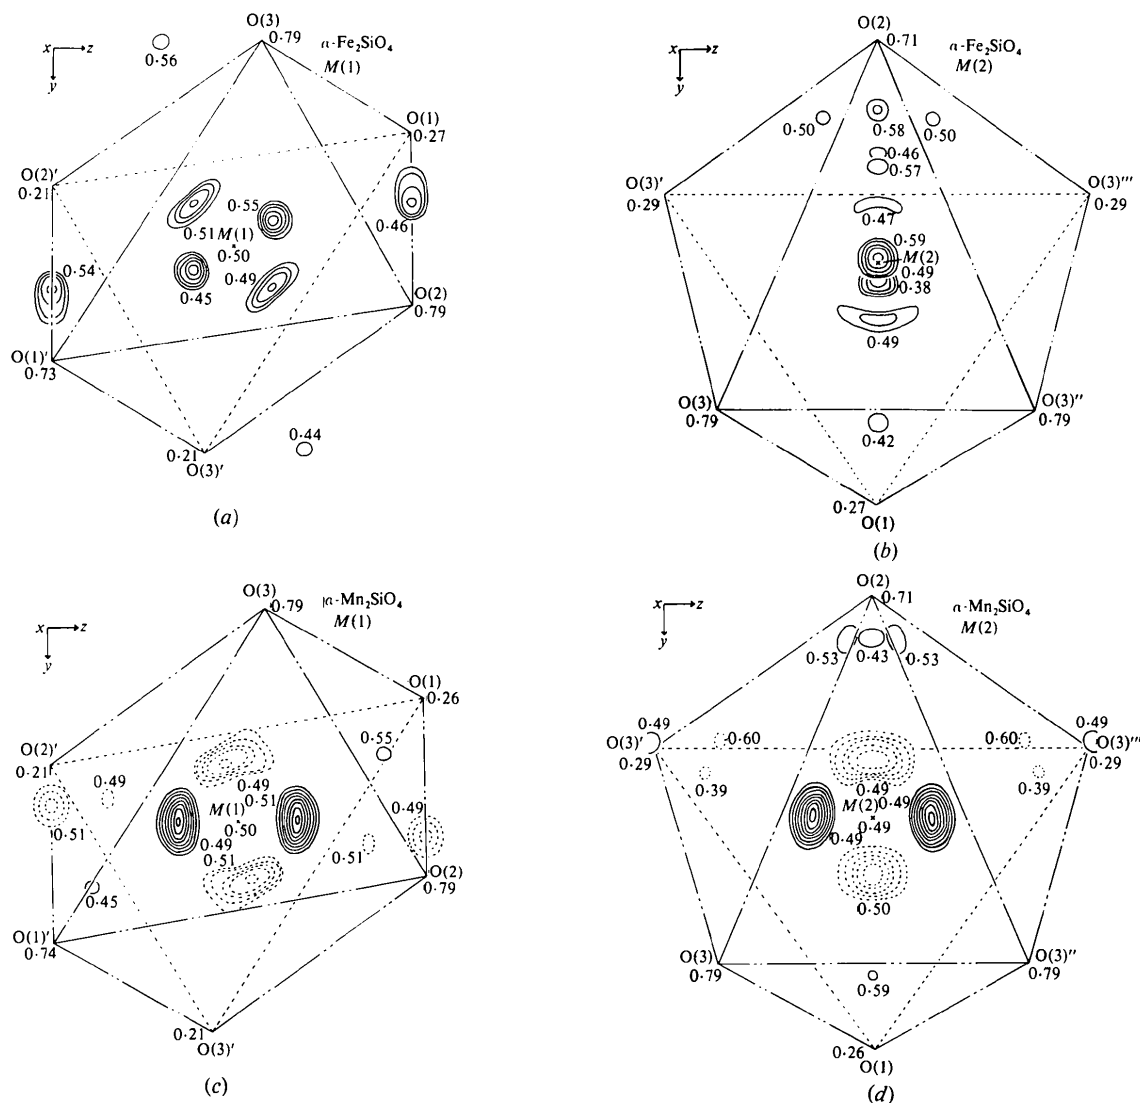 O(3)
0·79
α-Fe₂SiO₄
M(1)
x
z
y
0·56
O(1)
0·27
O(2)′
0·21
0·55
0·51
M(1)
0·50
0·46
0·54
0·45
0·49
O(2)
0·79
O(1)′
0·73
0·44
0·21
O(3)′
(a)
O(2)
0·71
α-Fe₂SiO₄
M(2)
x
z
y
0·50
0·58
0·50
0·46
0·57
O(3)′
0·29
O(3)′′′
0·29
0·47
0·59
M(2)
0·49
0·38
0·49
O(3)
0·79
O(3)′′
0·79
0·42
0·27
O(1)
(b)
O(3)
0·79
α-Mn₂SiO₄
M(1)
x
z
y
O(1)
0·26
O(2)′
0·21
0·55
0·49
0·49
0·51
M(1)
0·50
0·49
0·51
0·49
0·51
0·51
0·45
O(2)
0·79
O(1)′
0·74
0·21
O(3)′
(c)
O(2)
0·71
α-Mn₂SiO₄
M(2)
x
z
y
0·53
0·43
0·53
0·49
O(3)′
0·29
0·60
0·60
0·49
O(3)′′′
0·29
0·39
0·39
0·49
M(2)
0·49
0·49
0·49
0·50
O(3)
0·79
O(3)′′
0·79
0·59
0·26
O(1)
(d)